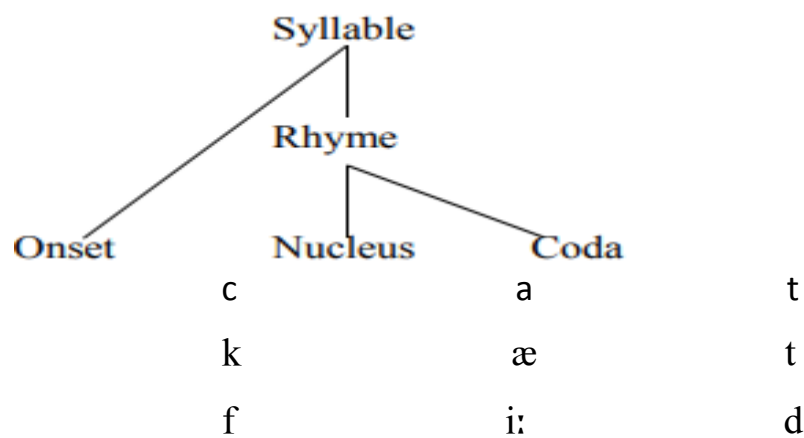 Syllable
Rhyme
Onset Nucleus Coda
c a t
k æ t
f iː d